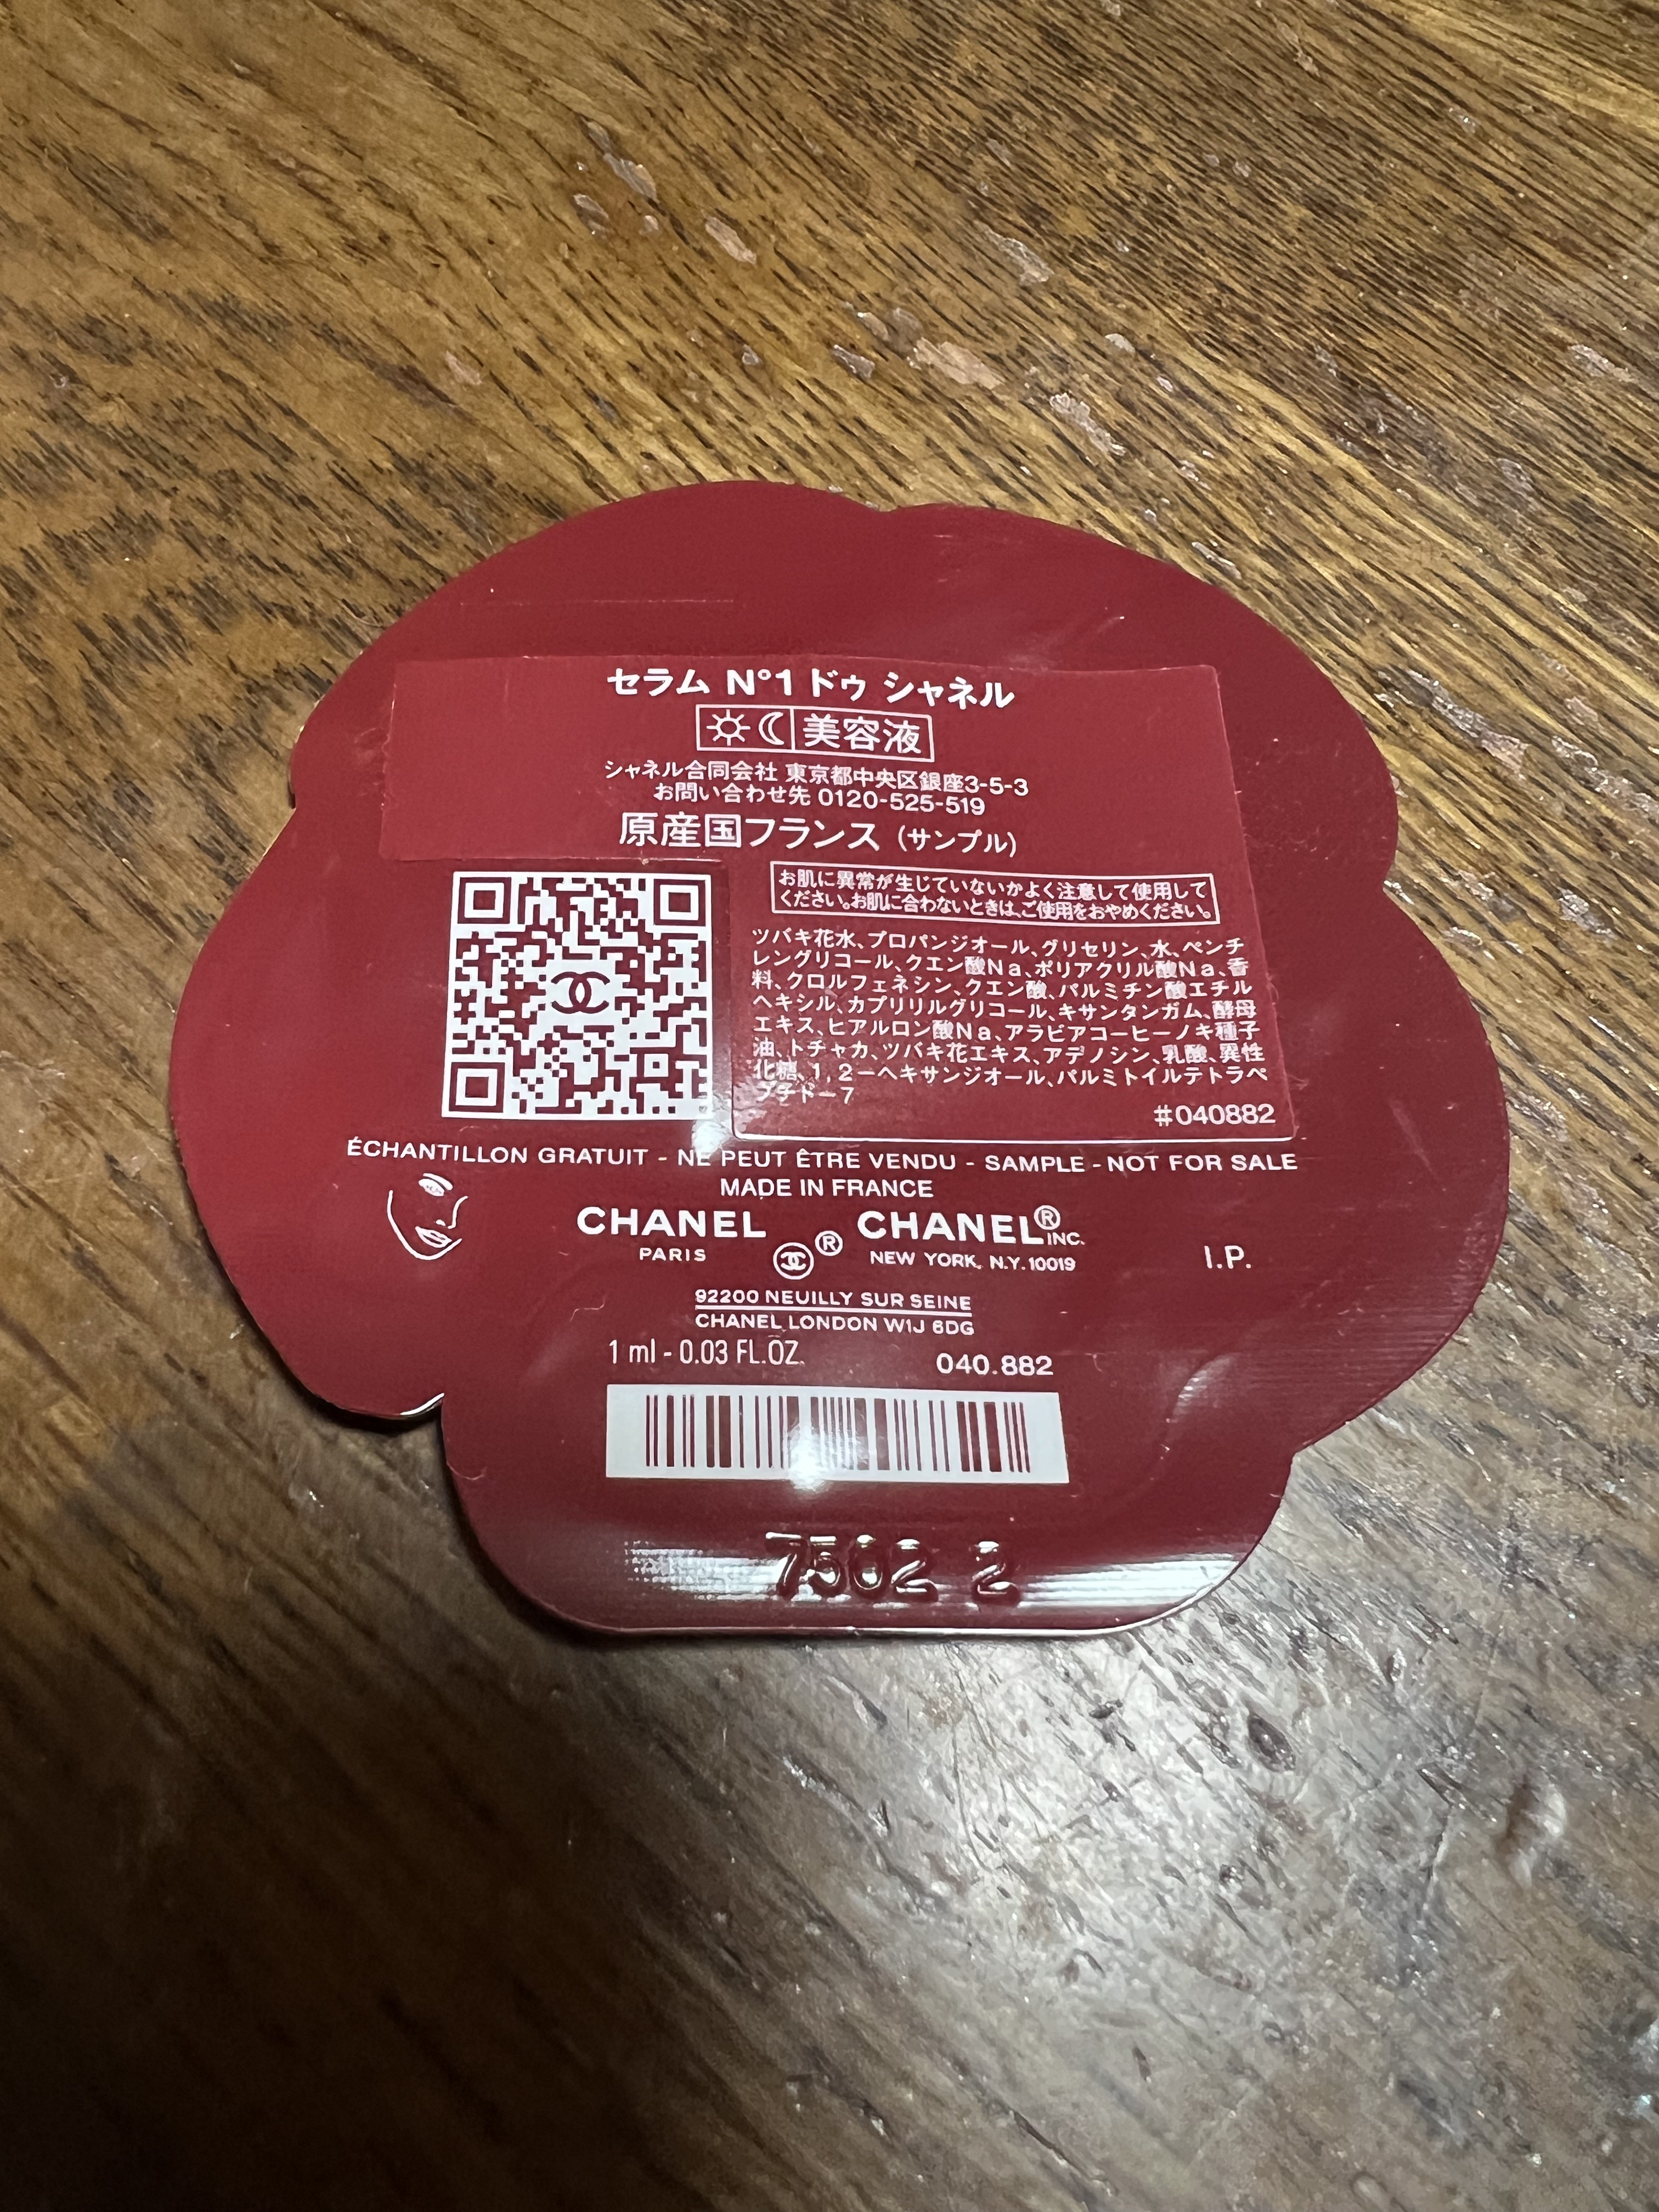 セラム N°1 ドゥ シャネル
美容液
シャネル合同会社 東京都中央区銀座3-5-3
お問い合わせ先 0120-525-519
原産国フランス (サンプル)
お肌に異常が生じていないかよく注意して使用して
ください。お肌に合わないときは、ご使用をおやめください。
ツバキ花水、プロパンジオール、グリセリン、水、ペンチ
レングリコール、クエン酸Na、ポリアクリル酸Na、香
料、クロルフェネシン、クエン酸、パルミチン酸エチル
ヘキシル、カプリリルグリコール、キサンタンガム、酵母
エキス、ヒアルロン酸Na、アラビアコーヒーノキ種子
油、トチャカ、ツバキ花エキス、アデノシン、乳酸、異性
化糖、1,2-ヘキサンジオール、パルミトイルテトラペ
プチド-7
#040882
ÉCHANTILLON GRATUIT - NE PEUT ÊTRE VENDU - SAMPLE - NOT FOR SALE
MADE IN FRANCE
CHANEL CHANEL® INC.
PARIS ® NEW YORK, N.Y. 10019
I.P.
92200 NEUILLY SUR SEINE
CHANEL LONDON W1J 6DG
1 ml - 0.03 FL.OZ. 040.882
7502 2